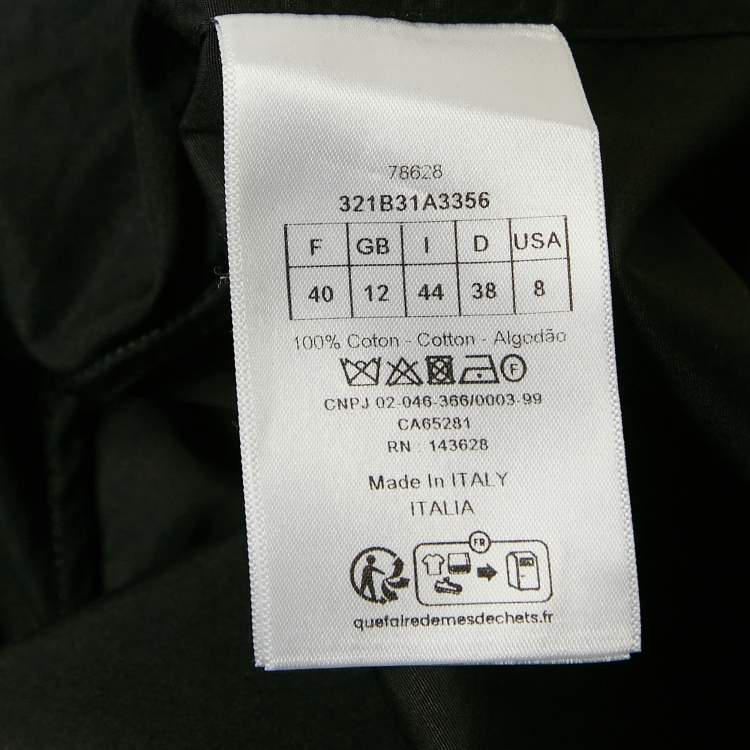 78628
321B31A3356
F GB I D USA
40 12 44 38 8
100% Coton - Cotton - Algodão
F
CNPJ 02-046-366/0003-99
CA65281
RN : 143628
Made In ITALY
ITALIA
FR
quefairedemesdechets.fr